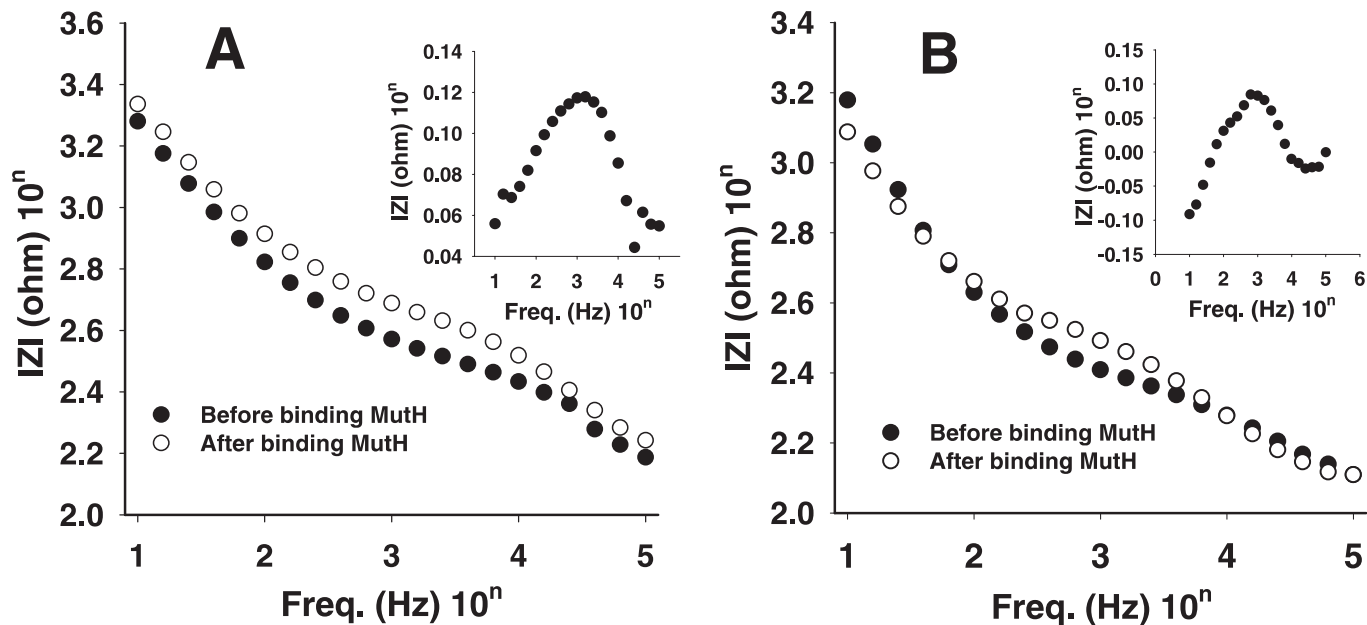 A
IZI (ohm) 10ⁿ
3.6
3.4
3.2
3.0
2.8
2.6
2.4
2.2
2.0
1 2 3 4 5
Freq. (Hz) 10ⁿ
Before binding MutH
After binding MutH
IZI (ohm) 10ⁿ
0.14
0.12
0.10
0.08
0.06
0.04
1 2 3 4 5
Freq. (Hz) 10ⁿ
B
IZI (ohm) 10ⁿ
3.4
3.2
3.0
2.8
2.6
2.4
2.2
2.0
1 2 3 4 5
Freq. (Hz) 10ⁿ
Before binding MutH
After binding MutH
IZI (ohm) 10ⁿ
0.15
0.10
0.05
0.00
-0.05
-0.10
-0.15
0 1 2 3 4 5 6
Freq. (Hz) 10ⁿ